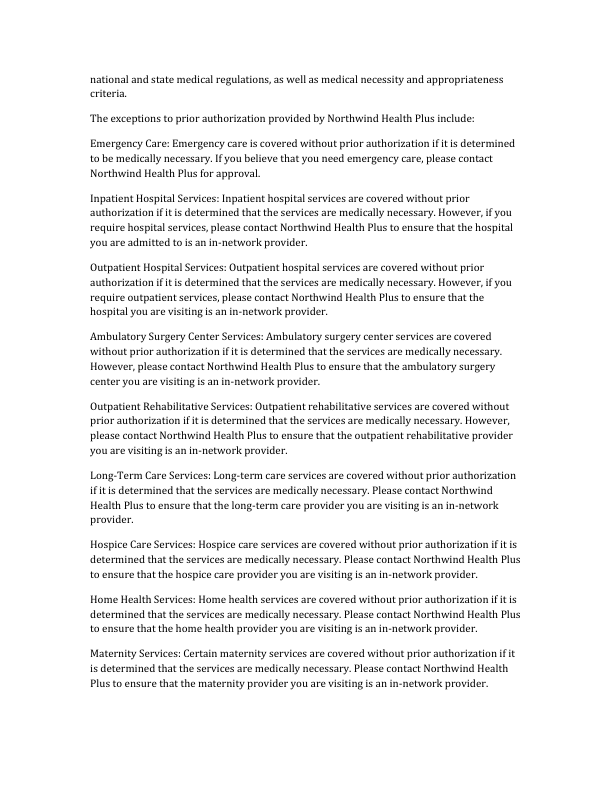 national and state medical regulations, as well as medical necessity and appropriateness
criteria.
The exceptions to prior authorization provided by Northwind Health Plus include:
Emergency Care: Emergency care is covered without prior authorization if it is determined
to be medically necessary. If you believe that you need emergency care, please contact
Northwind Health Plus for approval.
Inpatient Hospital Services: Inpatient hospital services are covered without prior
authorization if it is determined that the services are medically necessary. However, if you
require hospital services, please contact Northwind Health Plus to ensure that the hospital
you are admitted to is an in-network provider.
Outpatient Hospital Services: Outpatient hospital services are covered without prior
authorization if it is determined that the services are medically necessary. However, if you
require outpatient services, please contact Northwind Health Plus to ensure that the
hospital you are visiting is an in-network provider.
Ambulatory Surgery Center Services: Ambulatory surgery center services are covered
without prior authorization if it is determined that the services are medically necessary.
However, please contact Northwind Health Plus to ensure that the ambulatory surgery
center you are visiting is an in-network provider.
Outpatient Rehabilitative Services: Outpatient rehabilitative services are covered without
prior authorization if it is determined that the services are medically necessary. However,
please contact Northwind Health Plus to ensure that the outpatient rehabilitative provider
you are visiting is an in-network provider.
Long-Term Care Services: Long-term care services are covered without prior authorization
if it is determined that the services are medically necessary. Please contact Northwind
Health Plus to ensure that the long-term care provider you are visiting is an in-network
provider.
Hospice Care Services: Hospice care services are covered without prior authorization if it is
determined that the services are medically necessary. Please contact Northwind Health Plus
to ensure that the hospice care provider you are visiting is an in-network provider.
Home Health Services: Home health services are covered without prior authorization if it is
determined that the services are medically necessary. Please contact Northwind Health Plus
to ensure that the home health provider you are visiting is an in-network provider.
Maternity Services: Certain maternity services are covered without prior authorization if it
is determined that the services are medically necessary. Please contact Northwind Health
Plus to ensure that the maternity provider you are visiting is an in-network provider.